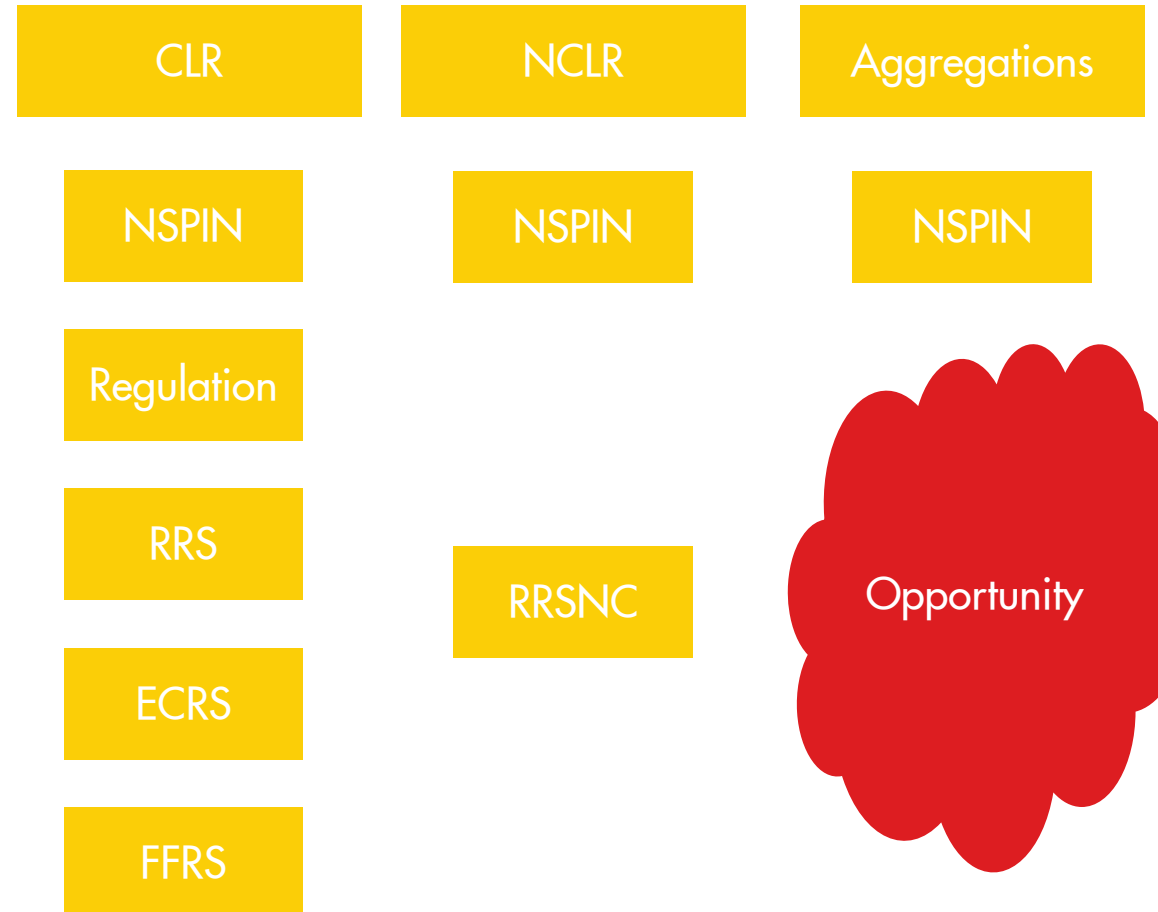 CLR
NCLR
Aggregations
NSPIN
NSPIN
NSPIN
Regulation
RRS
RRSNC
Opportunity
ECRS
FFRS